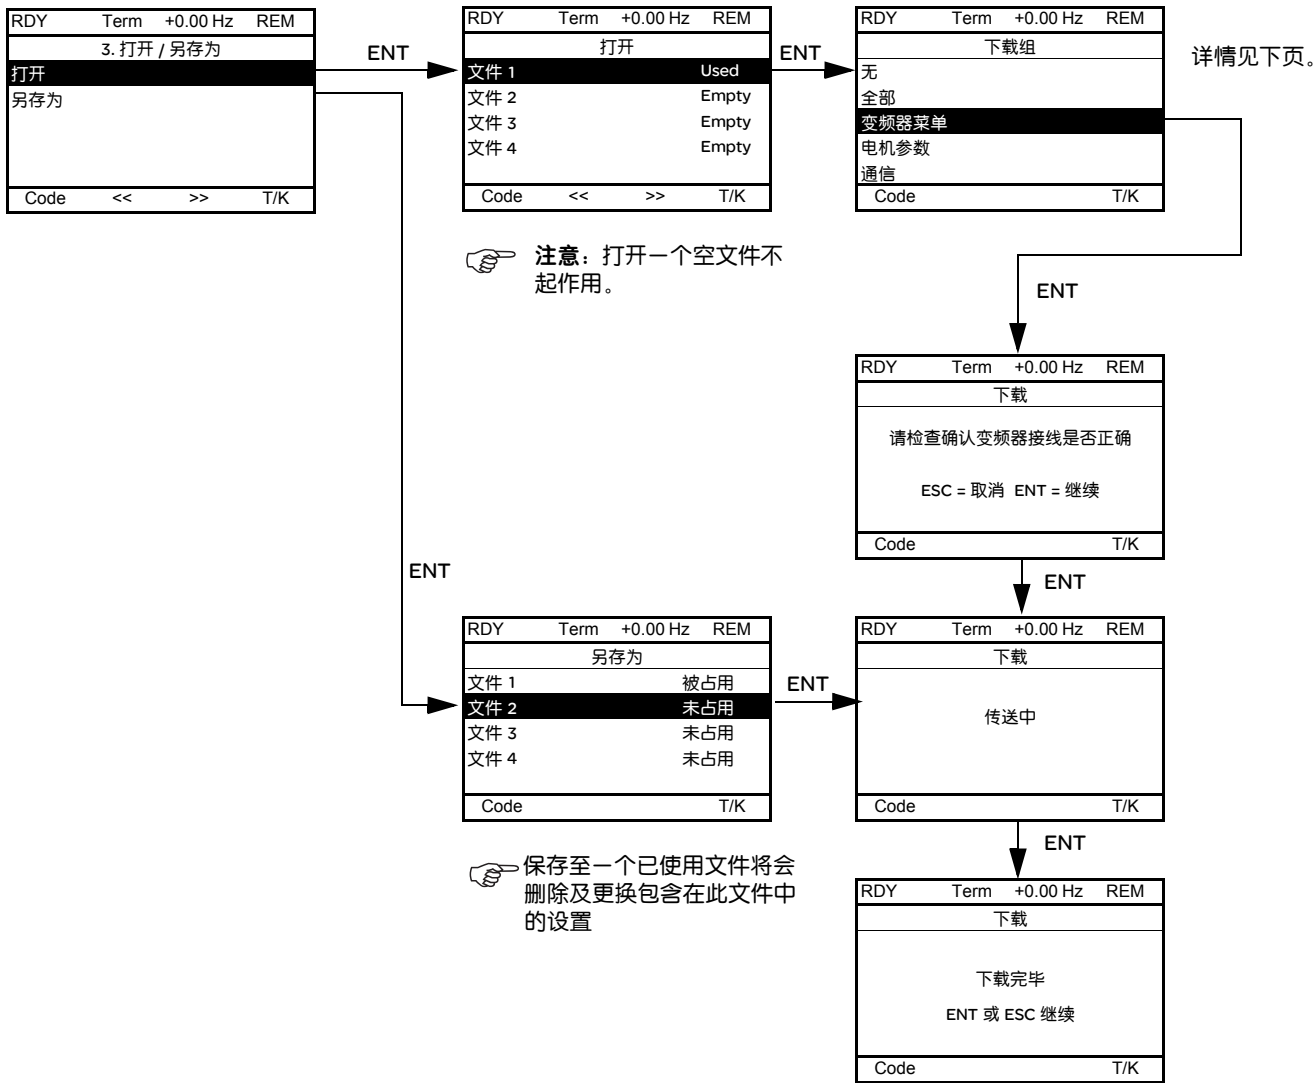 RDY Term +0.00 Hz REM
3. 打开 / 另存为
打开
另存为
Code << >> T/K
ENT
RDY Term +0.00 Hz REM
打开
文件 1 Used
文件 2 Empty
文件 3 Empty
文件 4 Empty
Code << >> T/K
注意：打开一个空文件不
起作用。
ENT
RDY Term +0.00 Hz REM
下载组
无
全部
变频器菜单
电机参数
通信
Code T/K
详情见下页。
ENT
RDY Term +0.00 Hz REM
下载
请检查确认变频器接线是否正确
ESC = 取消 ENT = 继续
Code T/K
ENT
ENT
RDY Term +0.00 Hz REM
另存为
文件 1 被占用
文件 2 未占用
文件 3 未占用
文件 4 未占用
Code T/K
保存至一个已使用文件将会
删除及更换包含在此文件中
的设置
ENT
RDY Term +0.00 Hz REM
下载
传送中
Code T/K
ENT
RDY Term +0.00 Hz REM
下载
下载完毕
ENT 或 ESC 继续
Code T/K